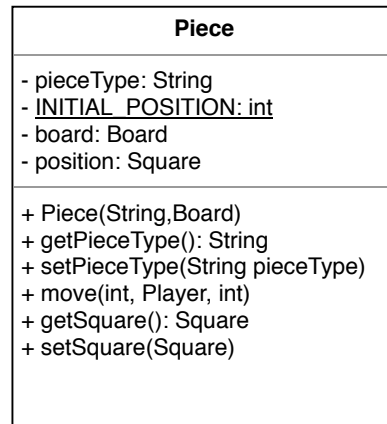 Piece
- pieceType: String
- INITIAL_POSITION: int
- board: Board
- position: Square
+ Piece(String,Board)
+ getPieceType(): String
+ setPieceType(String pieceType)
+ move(int, Player, int)
+ getSquare(): Square
+ setSquare(Square)